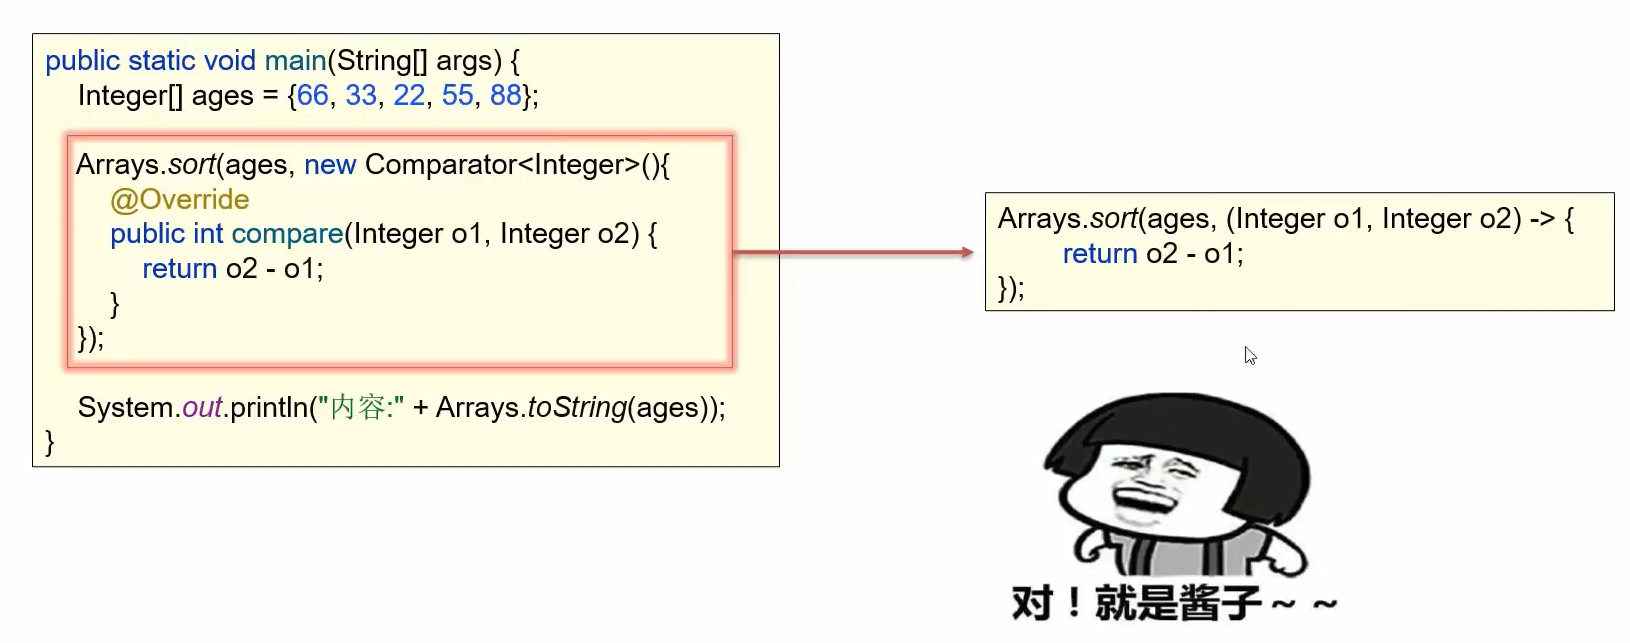 public static void main(String[] args) {
Integer[] ages = {66, 33, 22, 55, 88};
Arrays.sort(ages, new Comparator<Integer>(){
@Override
public int compare(Integer o1, Integer o2) {
return o2 - o1;
}
});
System.out.println("内容:" + Arrays.toString(ages));
}
Arrays.sort(ages, (Integer o1, Integer o2) -> {
return o2 - o1;
});
对！就是酱子~ ~